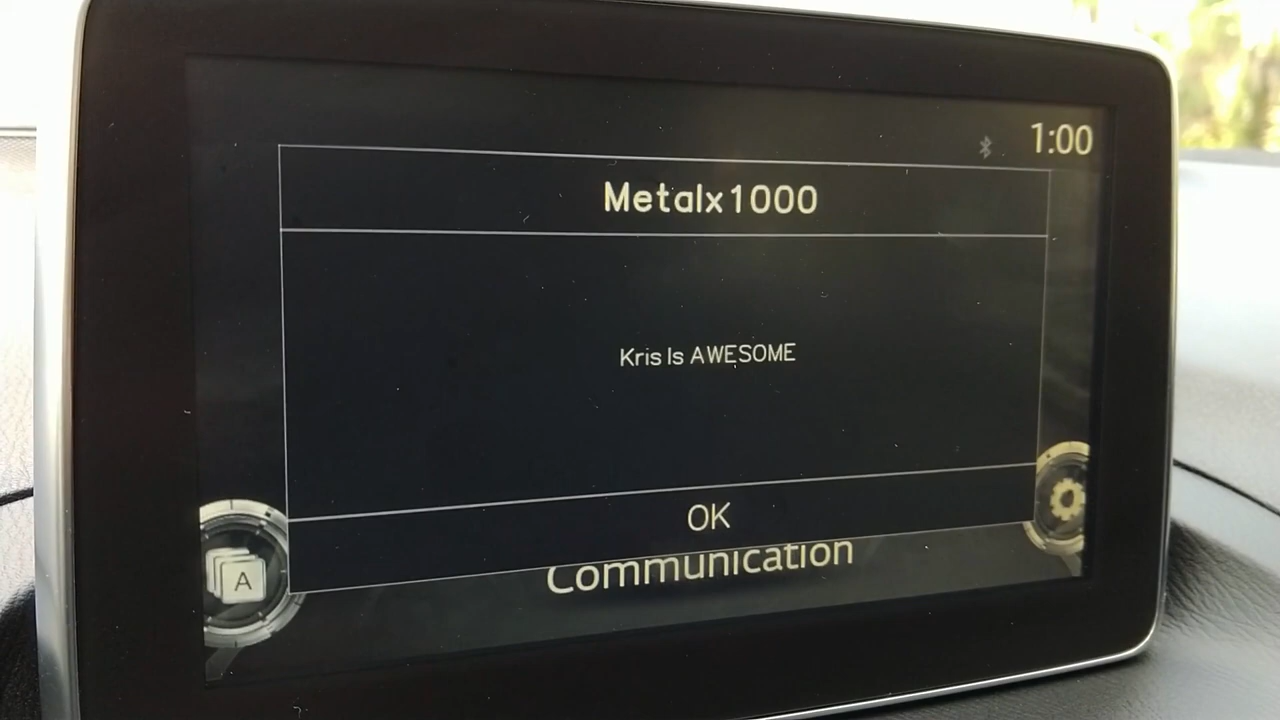 1:00
Metalx1000
Kris Is AWESOME
OK
Communication
A